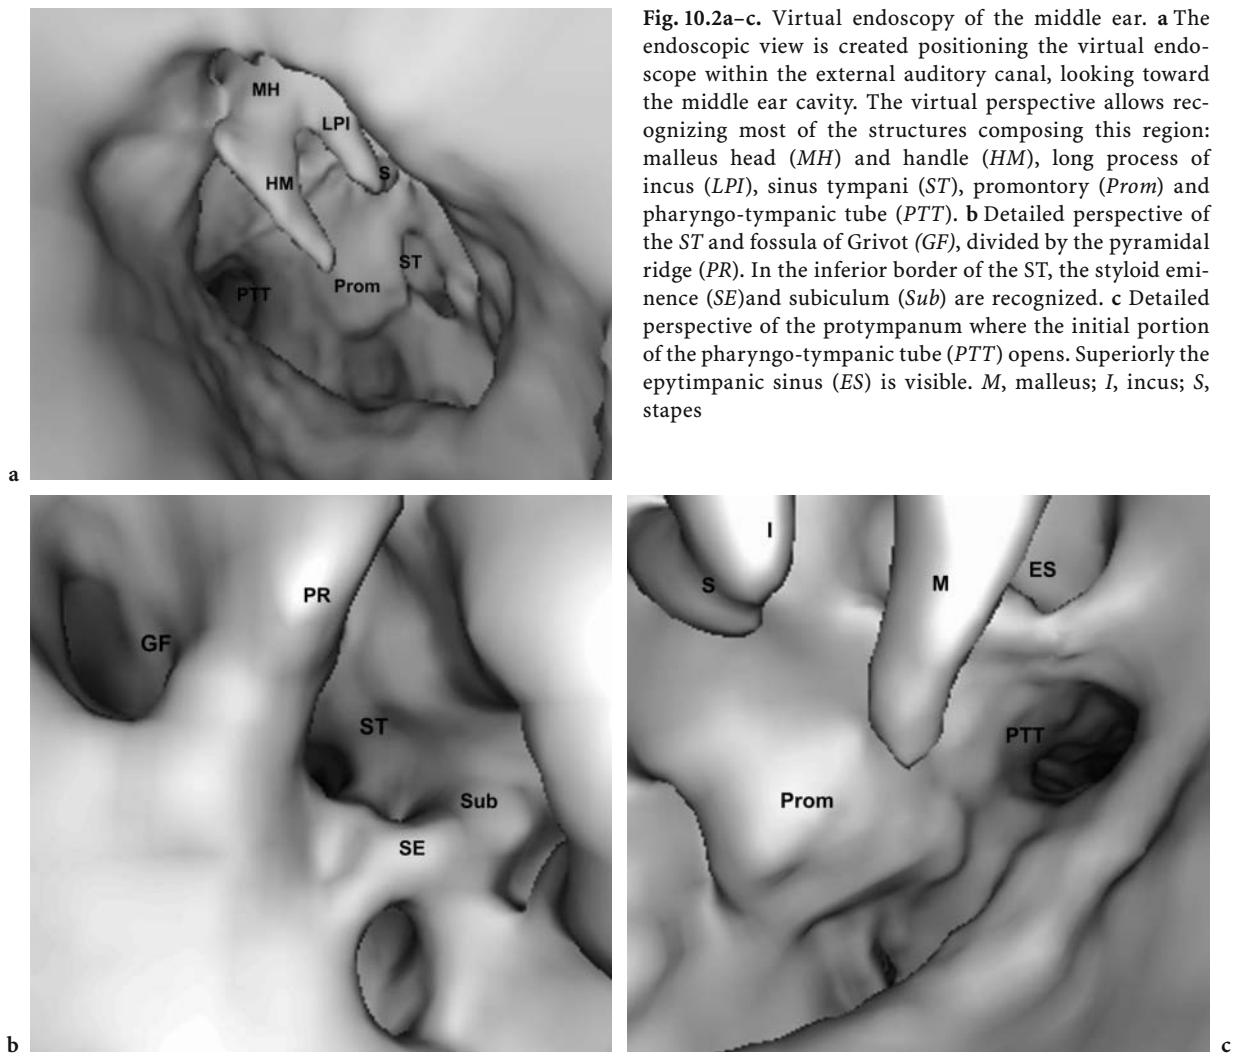 Fig. 10.2a–c. Virtual endoscopy of the middle ear. a The
endoscopic view is created positioning the virtual endo-
scope within the external auditory canal, looking toward
the middle ear cavity. The virtual perspective allows rec-
ognizing most of the structures composing this region:
malleus head (MH) and handle (HM), long process of
incus (LPI), sinus tympani (ST), promontory (Prom) and
pharyngo-tympanic tube (PTT). b Detailed perspective of
the ST and fossula of Grivot (GF), divided by the pyramidal
ridge (PR). In the inferior border of the ST, the styloid emi-
nence (SE)and subiculum (Sub) are recognized. c Detailed
perspective of the protympanum where the initial portion
of the pharyngo-tympanic tube (PTT) opens. Superiorly the
epytimpanic sinus (ES) is visible. M, malleus; I, incus; S,
stapes
MH
LPI
S
HM
ST
Prom
PTT
a
PR
GF
ST
Sub
SE
b
I
S
M
ES
PTT
Prom
c